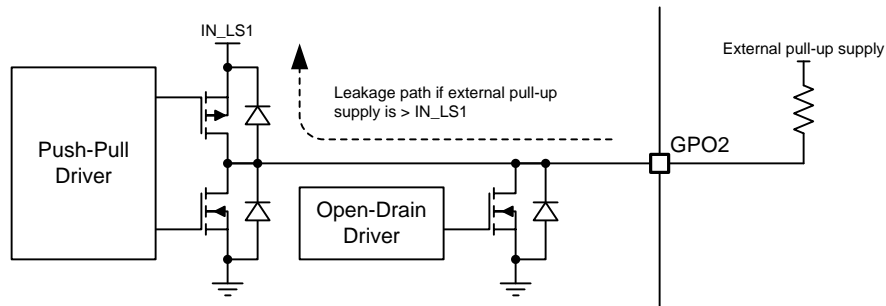 IN_LS1
External pull-up supply
Leakage path if external pull-up
supply is > IN_LS1
Push-Pull
Driver
GPO2
Open-Drain
Driver